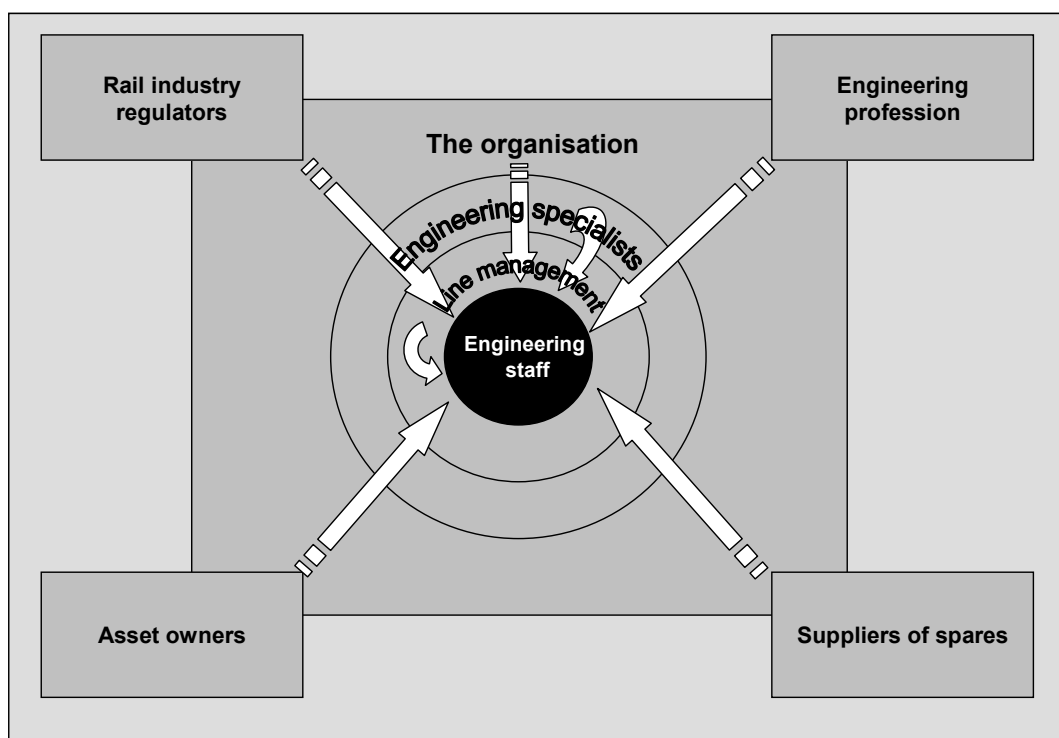 Rail industry
regulators
Engineering
profession
The organisation
Engineering specialists
Line management
Engineering
staff
Asset owners
Suppliers of spares